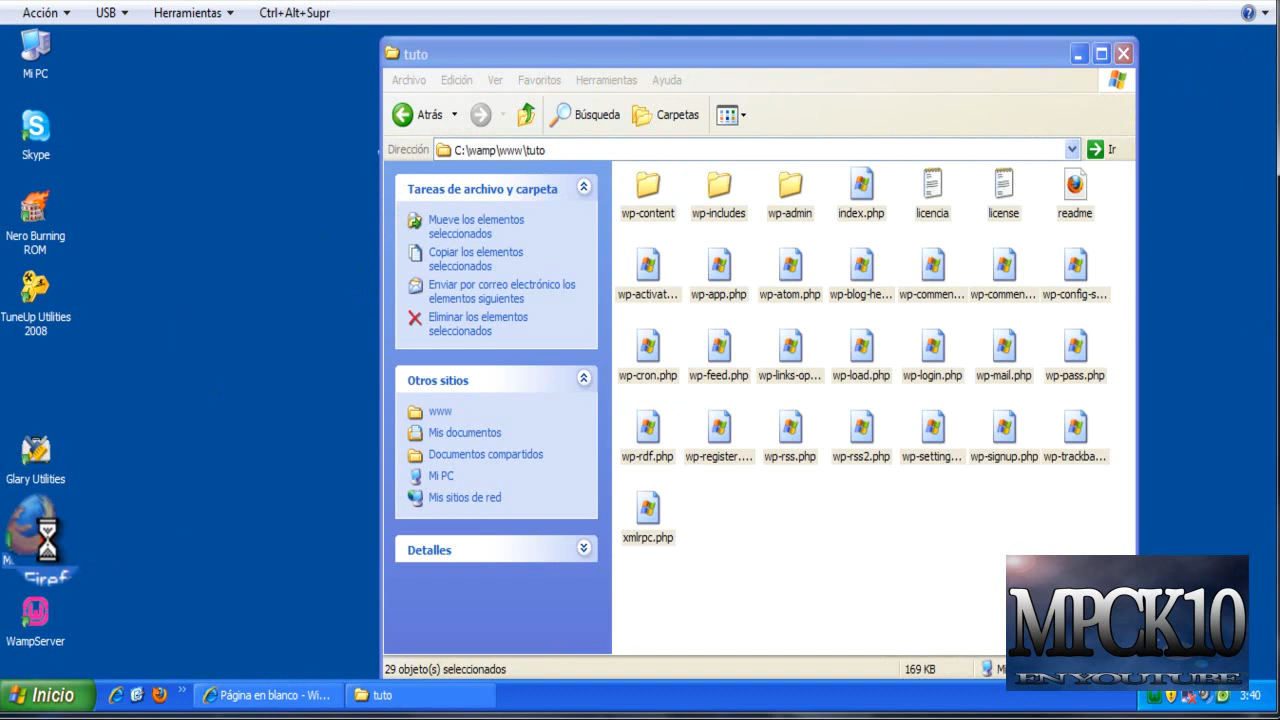 Acción
USB
Herramientas
Ctrl+Alt+Supr
Mi PC
Skype
Nero Burning
ROM
TuneUp Utilities
2008
Glary Utilities
WampServer
tuto
Archivo
Edición
Ver
Favoritos
Herramientas
Ayuda
Atrás
Búsqueda
Carpetas
Dirección
C:\wamp\www\tuto
Ir
Tareas de archivo y carpeta
Mueve los elementos
seleccionados
Copiar los elementos
seleccionados
Enviar por correo electrónico los
elementos siguientes
Eliminar los elementos
seleccionados
Otros sitios
www
Mis documentos
Documentos compartidos
Mi PC
Mis sitios de red
Detalles
wp-content
wp-includes
wp-admin
index.php
licencia
license
readme
wp-activat...
wp-app.php
wp-atom.php
wp-blog-he...
wp-commen...
wp-commen...
wp-config-s...
wp-cron.php
wp-feed.php
wp-links-op...
wp-load.php
wp-login.php
wp-mail.php
wp-pass.php
wp-rdf.php
wp-register....
wp-rss.php
wp-rss2.php
wp-setting...
wp-signup.php
wp-trackba...
xmlrpc.php
29 objeto(s) seleccionados
169 KB
MPCK10
EN YOUTUBE
Inicio
Página en blanco - Wi...
tuto
3:40